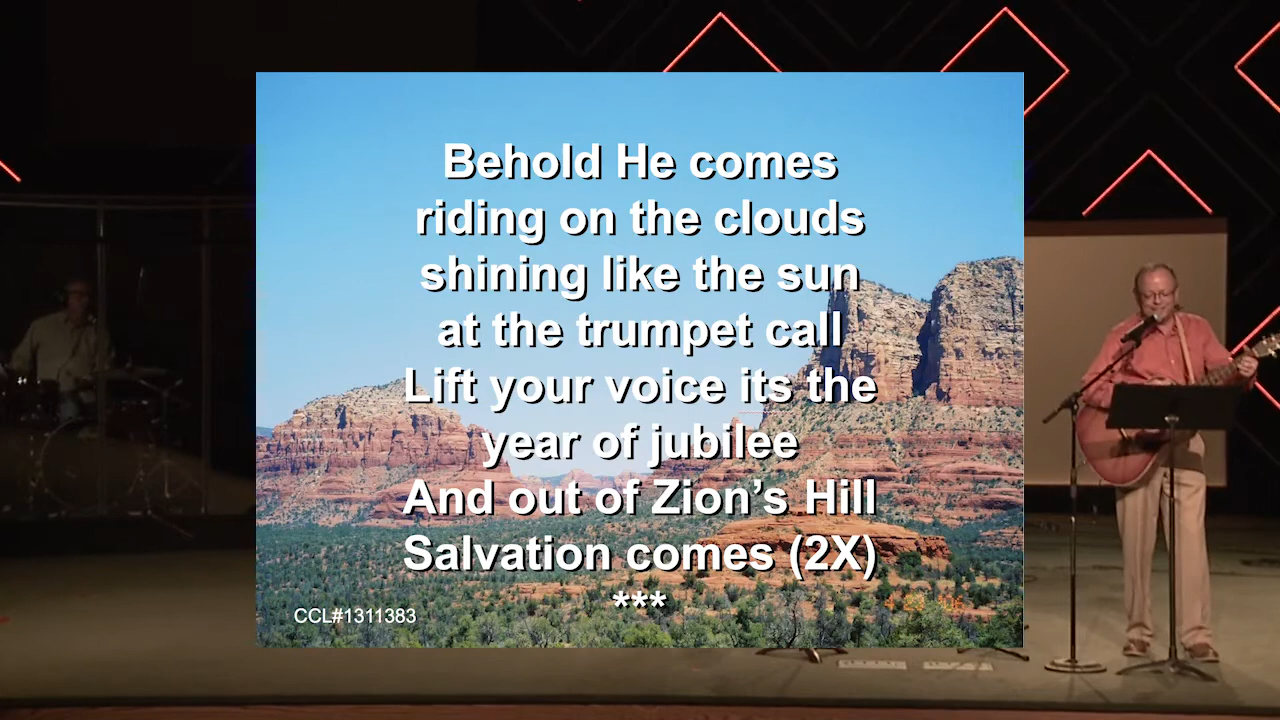 Behold He comes
riding on the clouds
shining like the sun
at the trumpet call
Lift your voice its the
year of jubilee
And out of Zion’s Hill
Salvation comes (2X)
***
CCL#1311383